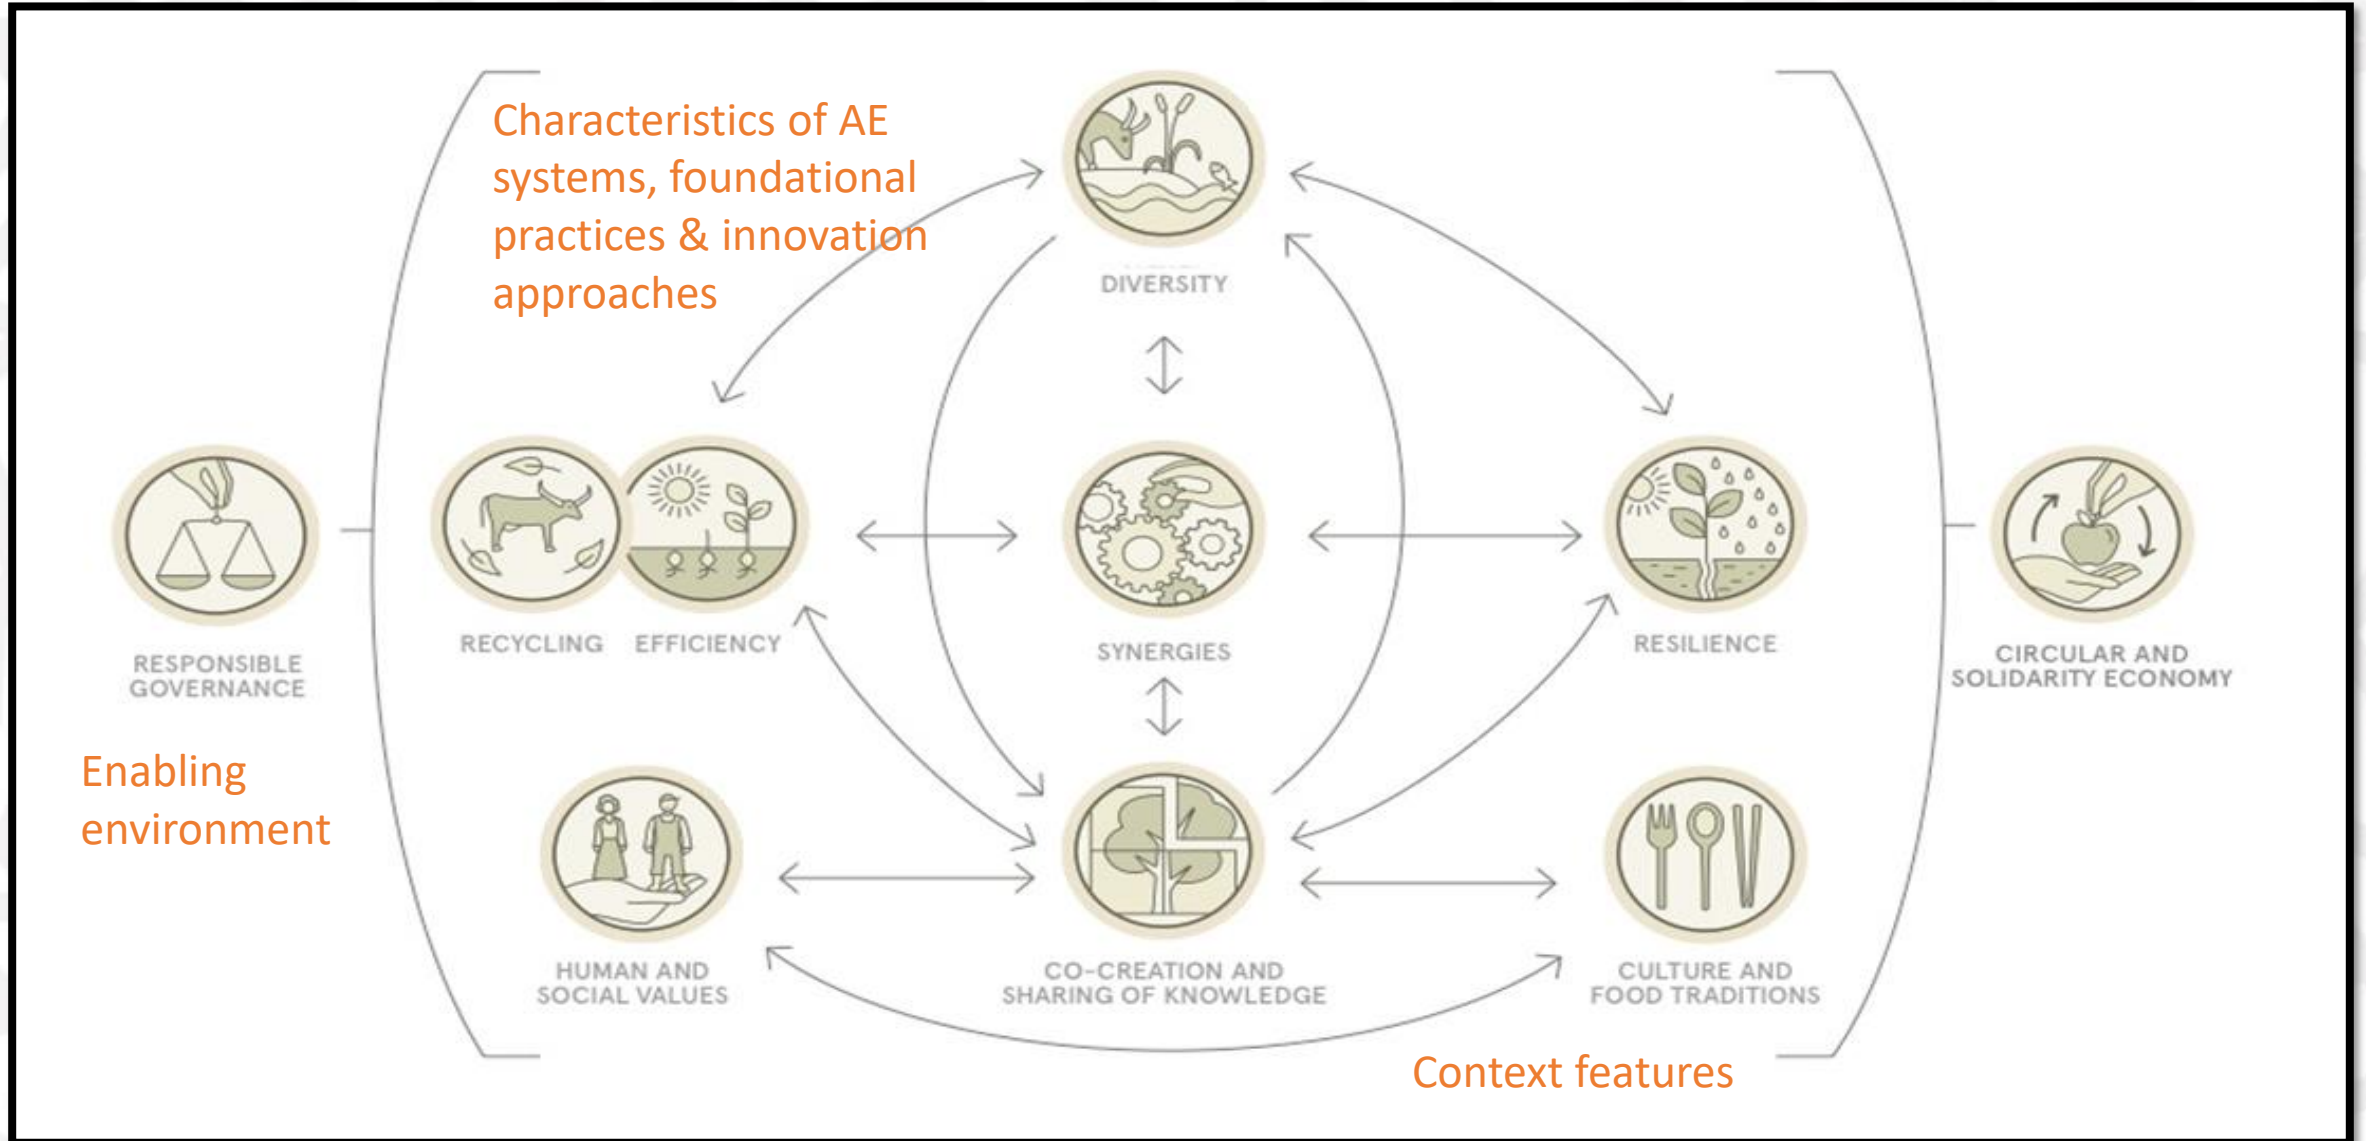 Characteristics of AE
systems, foundational
practices & innovation
approaches
DIVERSITY
RECYCLING
EFFICIENCY
SYNERGIES
RESILIENCE
RESPONSIBLE
GOVERNANCE
CIRCULAR AND
SOLIDARITY ECONOMY
Enabling
environment
HUMAN AND
SOCIAL VALUES
CO-CREATION AND
SHARING OF KNOWLEDGE
CULTURE AND
FOOD TRADITIONS
Context features